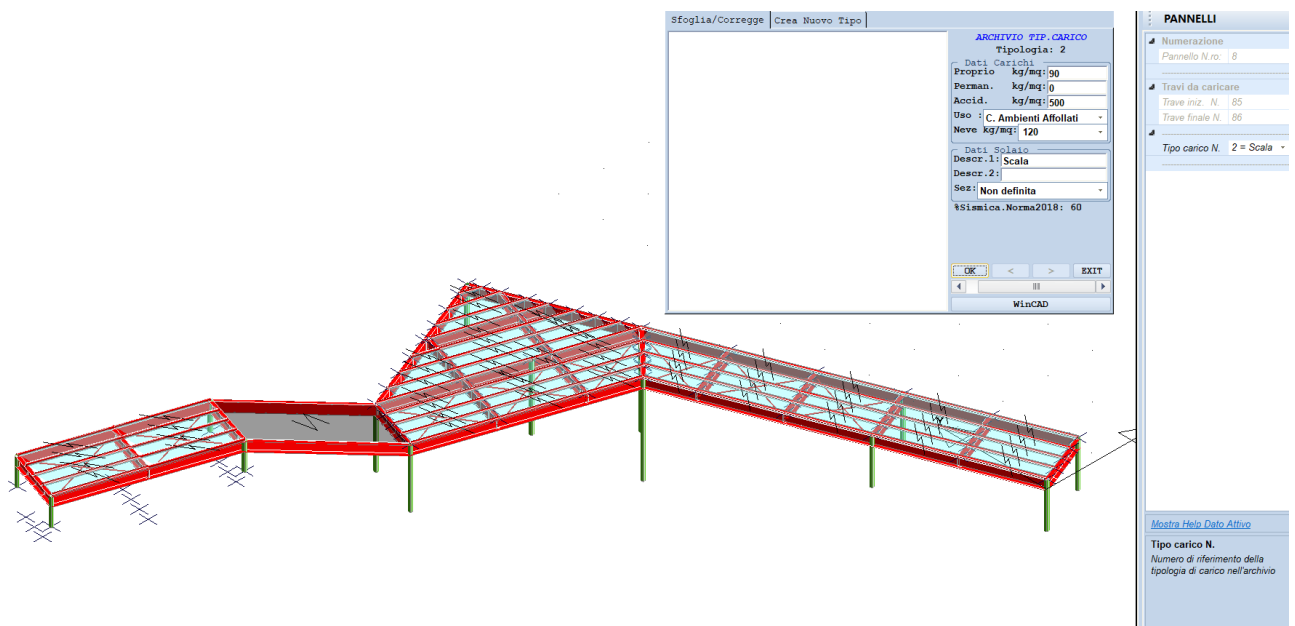 Sfoglia/Corregge Crea Nuovo Tipo
ARCHIVIO TIP.CARICO
Tipologia: 2
Dati Carichi
Proprio kg/mq: 90
Perman. kg/mq: 0
Accid. kg/mq: 500
Uso : C. Ambienti Affollati
Neve kg/mq: 120
Dati Solaio
Descr.1: Scala
Descr.2:
Sez: Non definita
%Sismica.Norma2018: 60
OK < > EXIT
WinCAD
PANNELLI
Numerazione
Pannello N.ro: 8
Travi da caricare
Trave iniz. N. 85
Trave finale N. 86
Tipo carico N. 2 = Scala
Mostra Help Dato Attivo
Tipo carico N.
Numero di riferimento della
tipologia di carico nell'archivio